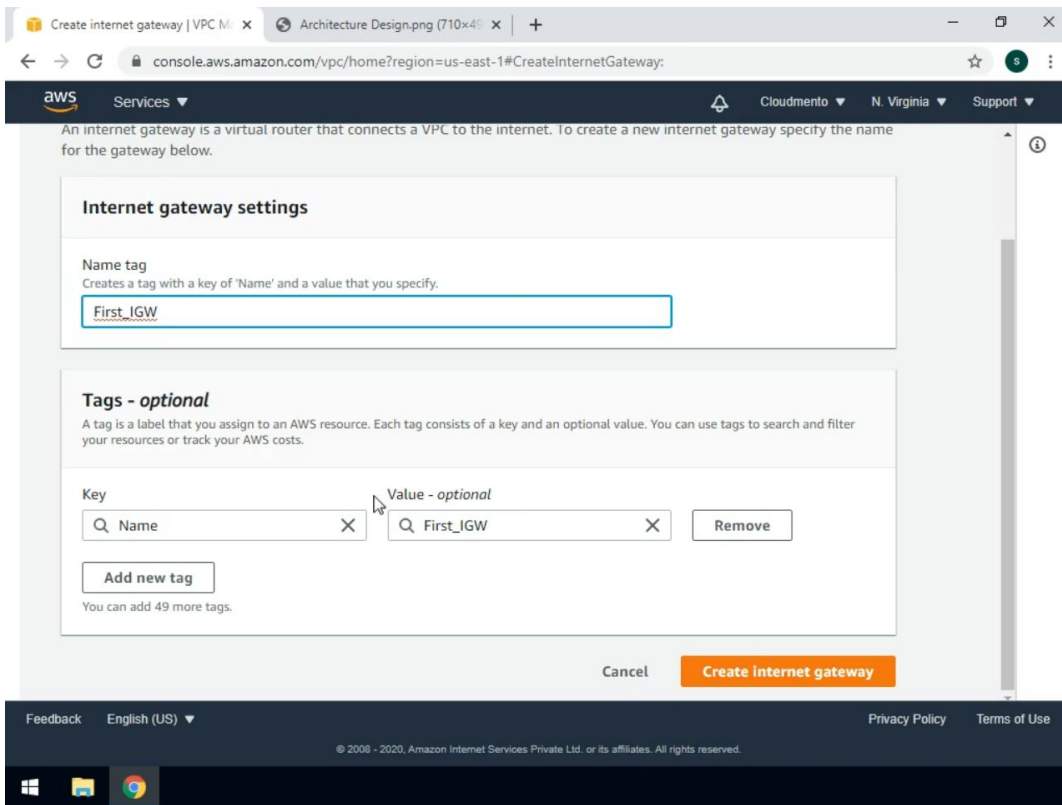 Create internet gateway | VPC Ma
Architecture Design.png (710×49
console.aws.amazon.com/vpc/home?region=us-east-1#CreateInternetGateway:
S
aws
Services
Cloudmento
N. Virginia
Support
An internet gateway is a virtual router that connects a VPC to the internet. To create a new internet gateway specify the name
for the gateway below.
Internet gateway settings
Name tag
Creates a tag with a key of 'Name' and a value that you specify.
First_IGW
Tags - optional
A tag is a label that you assign to an AWS resource. Each tag consists of a key and an optional value. You can use tags to search and filter
your resources or track your AWS costs.
Key
Value - optional
Name
First_IGW
Remove
Add new tag
You can add 49 more tags.
Cancel
Create internet gateway
Feedback
English (US)
Privacy Policy
Terms of Use
© 2008 - 2020, Amazon Internet Services Private Ltd. or its affiliates. All rights reserved.